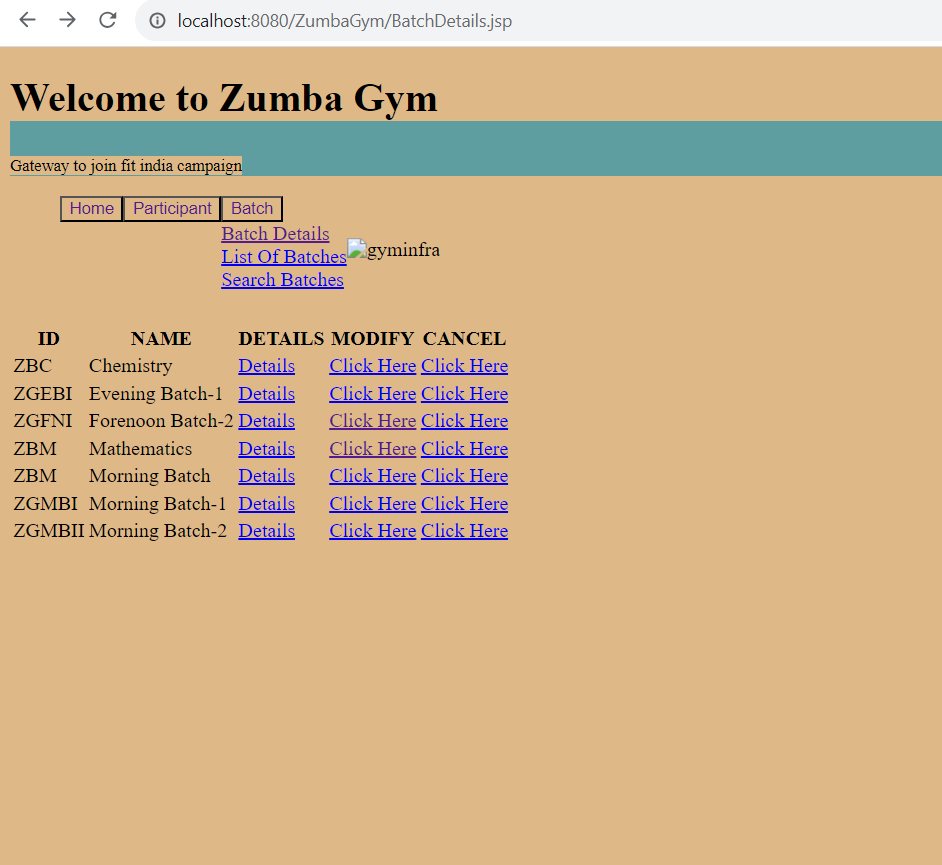 localhost:8080/ZumbaGym/BatchDetails.jsp
Welcome to Zumba Gym
Gateway to join fit india campaign
Home Participant Batch
Batch Details
List Of Batches gyminfra
Search Batches
ID NAME DETAILS MODIFY CANCEL
ZBC Chemistry Details Click Here Click Here
ZGEBI Evening Batch-1 Details Click Here Click Here
ZGFNI Forenoon Batch-2 Details Click Here Click Here
ZBM Mathematics Details Click Here Click Here
ZBM Morning Batch Details Click Here Click Here
ZGMBI Morning Batch-1 Details Click Here Click Here
ZGMBII Morning Batch-2 Details Click Here Click Here